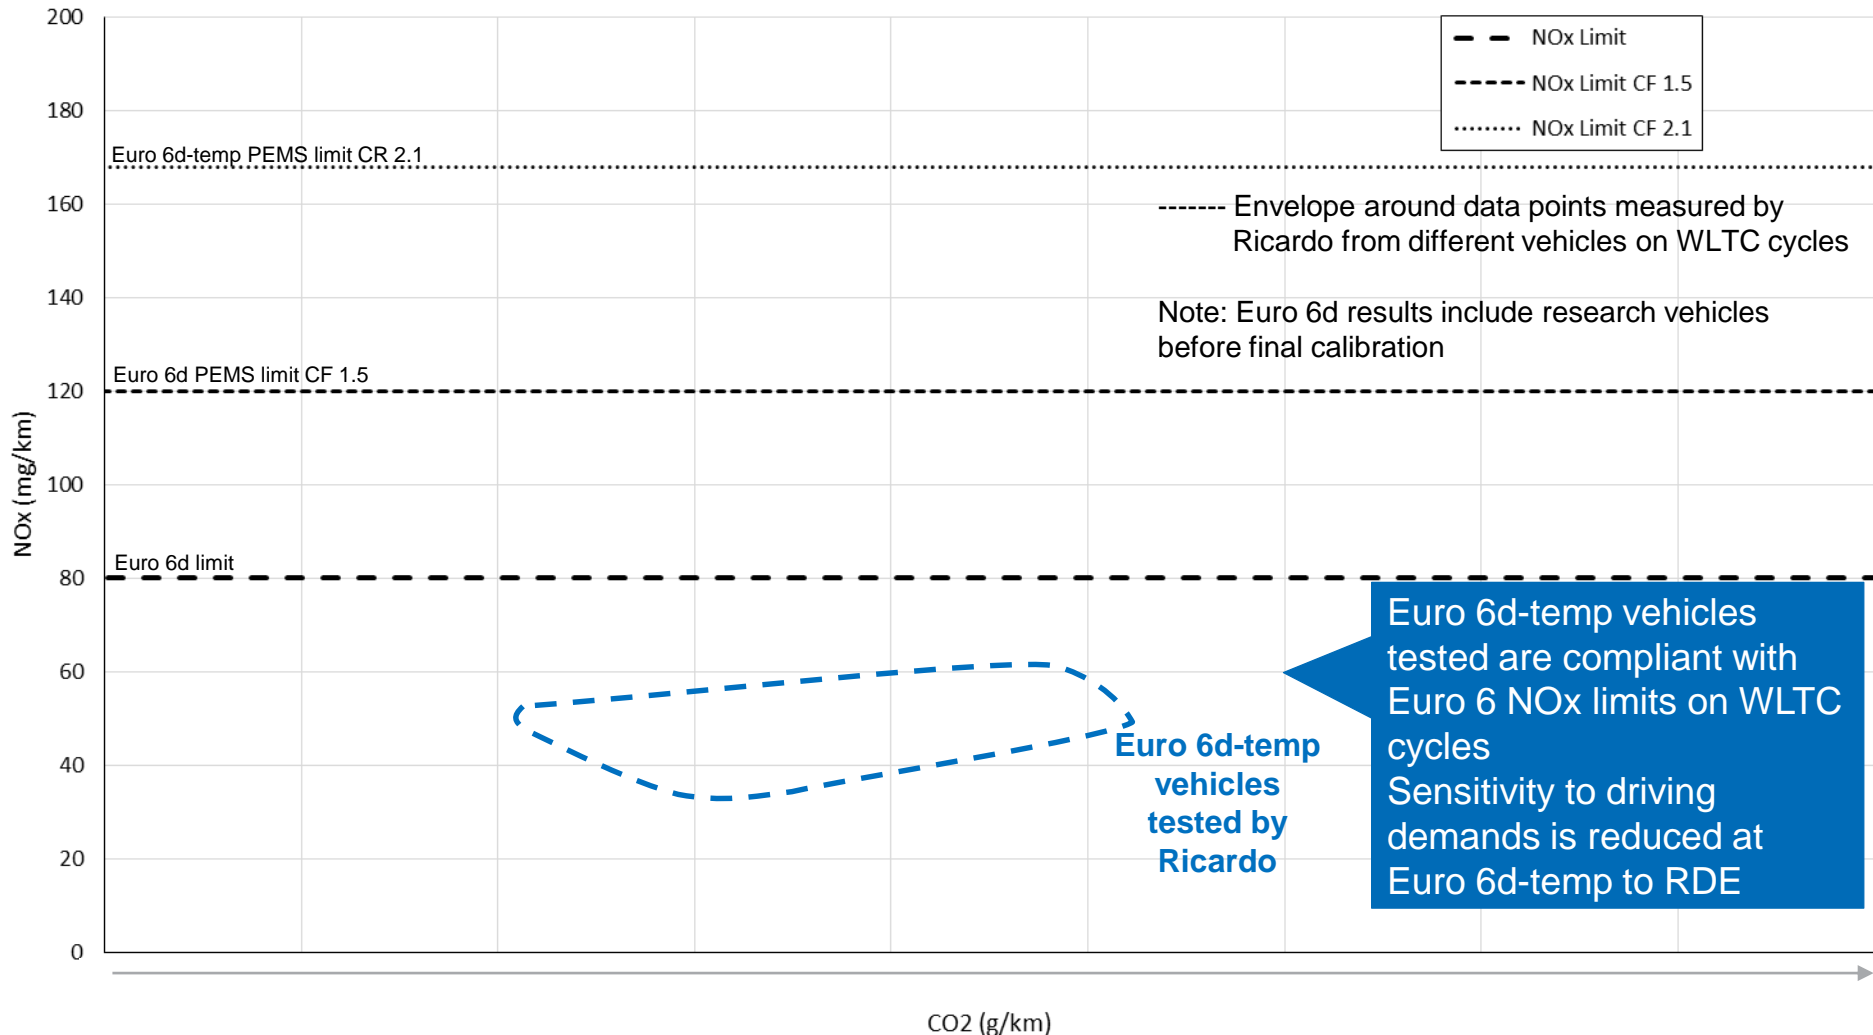 200
180
160
140
120
100
80
60
40
20
0
NOx (mg/km)
CO2 (g/km)
NOx Limit
NOx Limit CF 1.5
NOx Limit CF 2.1
Euro 6d-temp PEMS limit CR 2.1
------- Envelope around data points measured by
Ricardo from different vehicles on WLTC cycles
Note: Euro 6d results include research vehicles
before final calibration
Euro 6d PEMS limit CF 1.5
Euro 6d limit
Euro 6d-temp
vehicles
tested by
Ricardo
Euro 6d-temp vehicles
tested are compliant with
Euro 6 NOx limits on WLTC
cycles
Sensitivity to driving
demands is reduced at
Euro 6d-temp to RDE